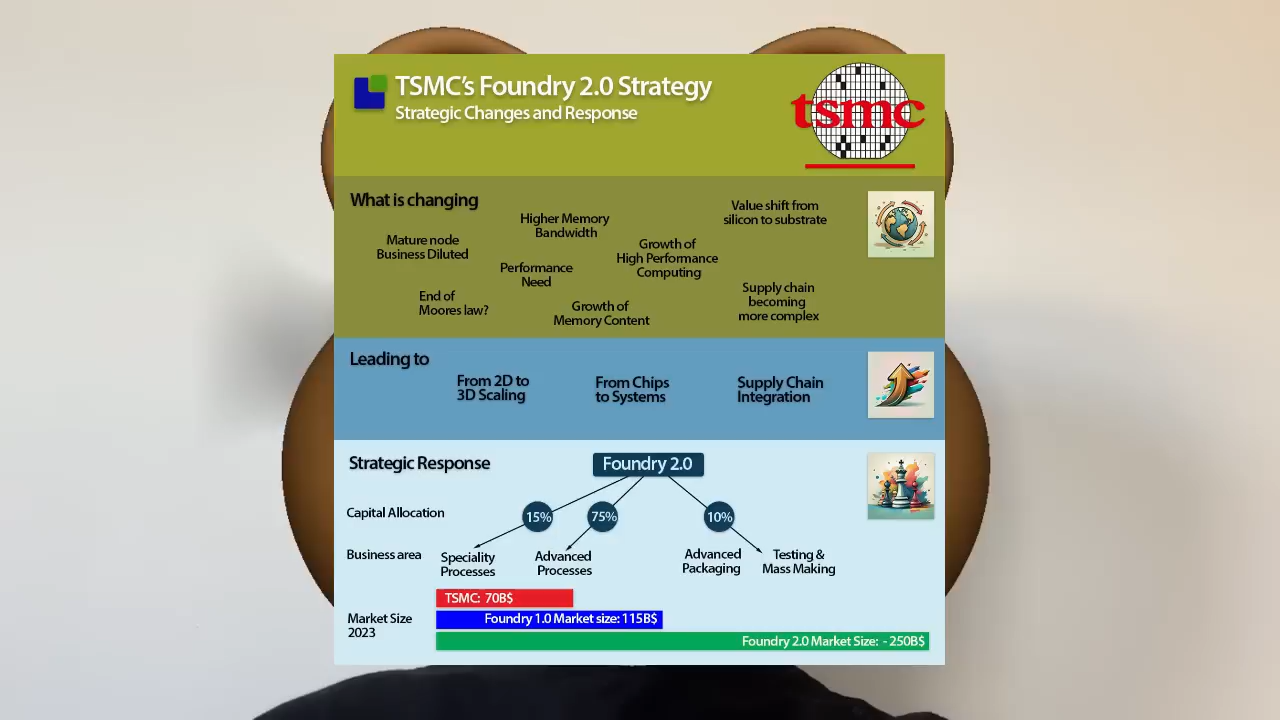 TSMC's Foundry 2.0 Strategy
Strategic Changes and Response
tsmc
What is changing
Mature node
Business Diluted
Higher Memory
Bandwidth
Value shift from
silicon to substrate
Performance
Need
Growth of
High Performance
Computing
End of
Moores law?
Growth of
Memory Content
Supply chain
becoming
more complex
Leading to
From 2D to
3D Scaling
From Chips
to Systems
Supply Chain
Integration
Strategic Response
Foundry 2.0
Capital Allocation
15%
75%
10%
Business area
Speciality
Processes
Advanced
Processes
Advanced
Packaging
Testing &
Mass Making
Market Size
2023
TSMC: 70B$
Foundry 1.0 Market size: 115B$
Foundry 2.0 Market Size: - 250B$